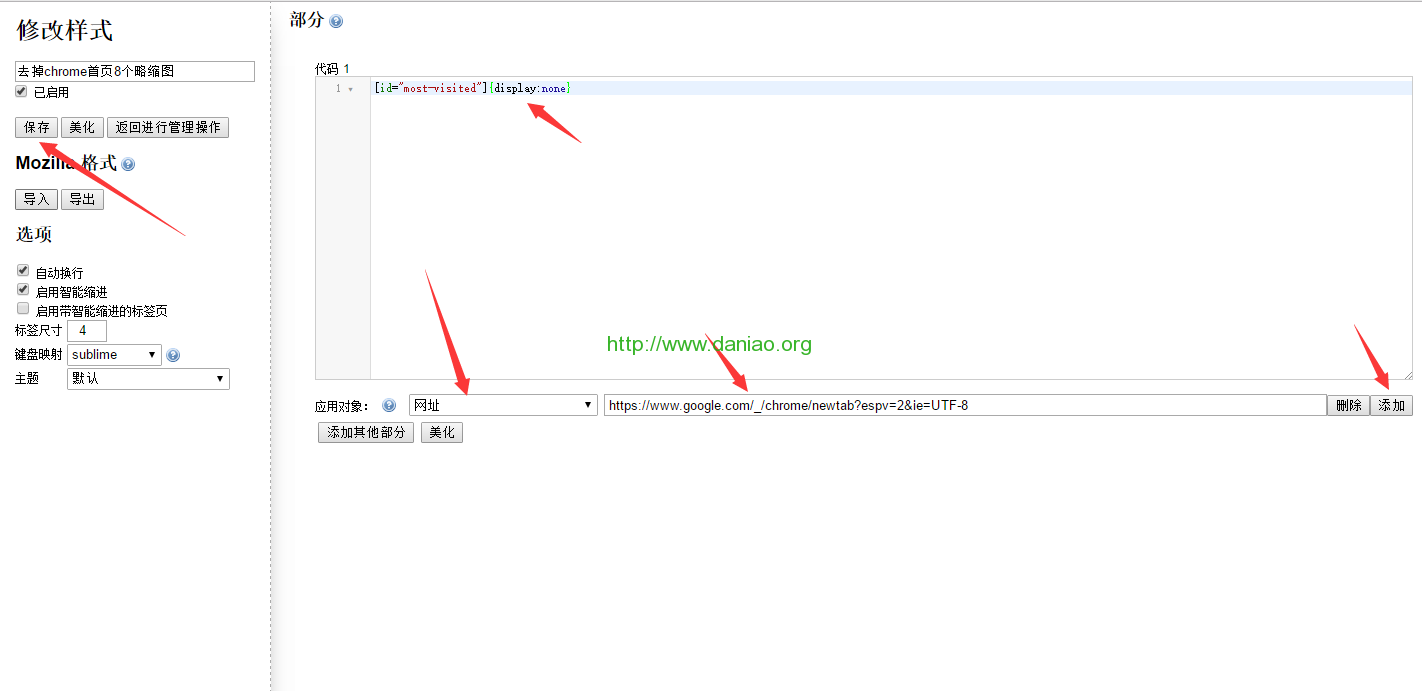 修改样式
去掉chrome首页8个略缩图
已启用
保存 美化 返回进行管理操作
Mozilla 格式
导入 导出
选项
自动换行
启用智能缩进
启用带智能缩进的标签页
标签尺寸 4
键盘映射 sublime
主题 默认
部分
代码 1
1 [id="most-visited"]{display:none}
http://www.daniao.org
应用对象： 网址 https://www.google.com/_/chrome/newtab?espv=2&ie=UTF-8 删除 添加
添加其他部分 美化